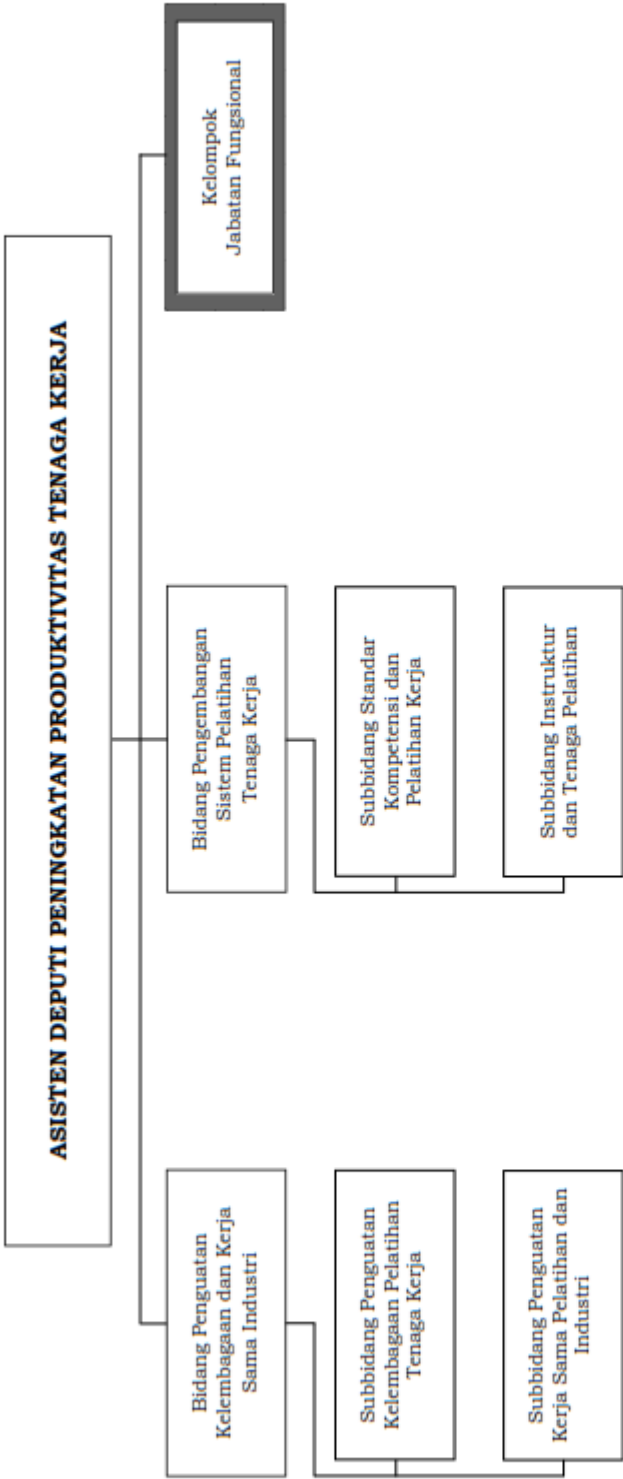 ASISTEN DEPUTI PENINGKATAN PRODUKTIVITAS TENAGA KERJA
Bidang Penguatan
Kelembagaan dan Kerja
Sama Industri
Bidang Pengembangan
Sistem Pelatihan
Tenaga Kerja
Kelompok
Jabatan Fungsional
Subbidang Penguatan
Kelembagaan Pelatihan
Tenaga Kerja
Subbidang Standar
Kompetensi dan
Pelatihan Kerja
Subbidang Penguatan
Kerja Sama Pelatihan dan
Industri
Subbidang Instruktur
dan Tenaga Pelatihan